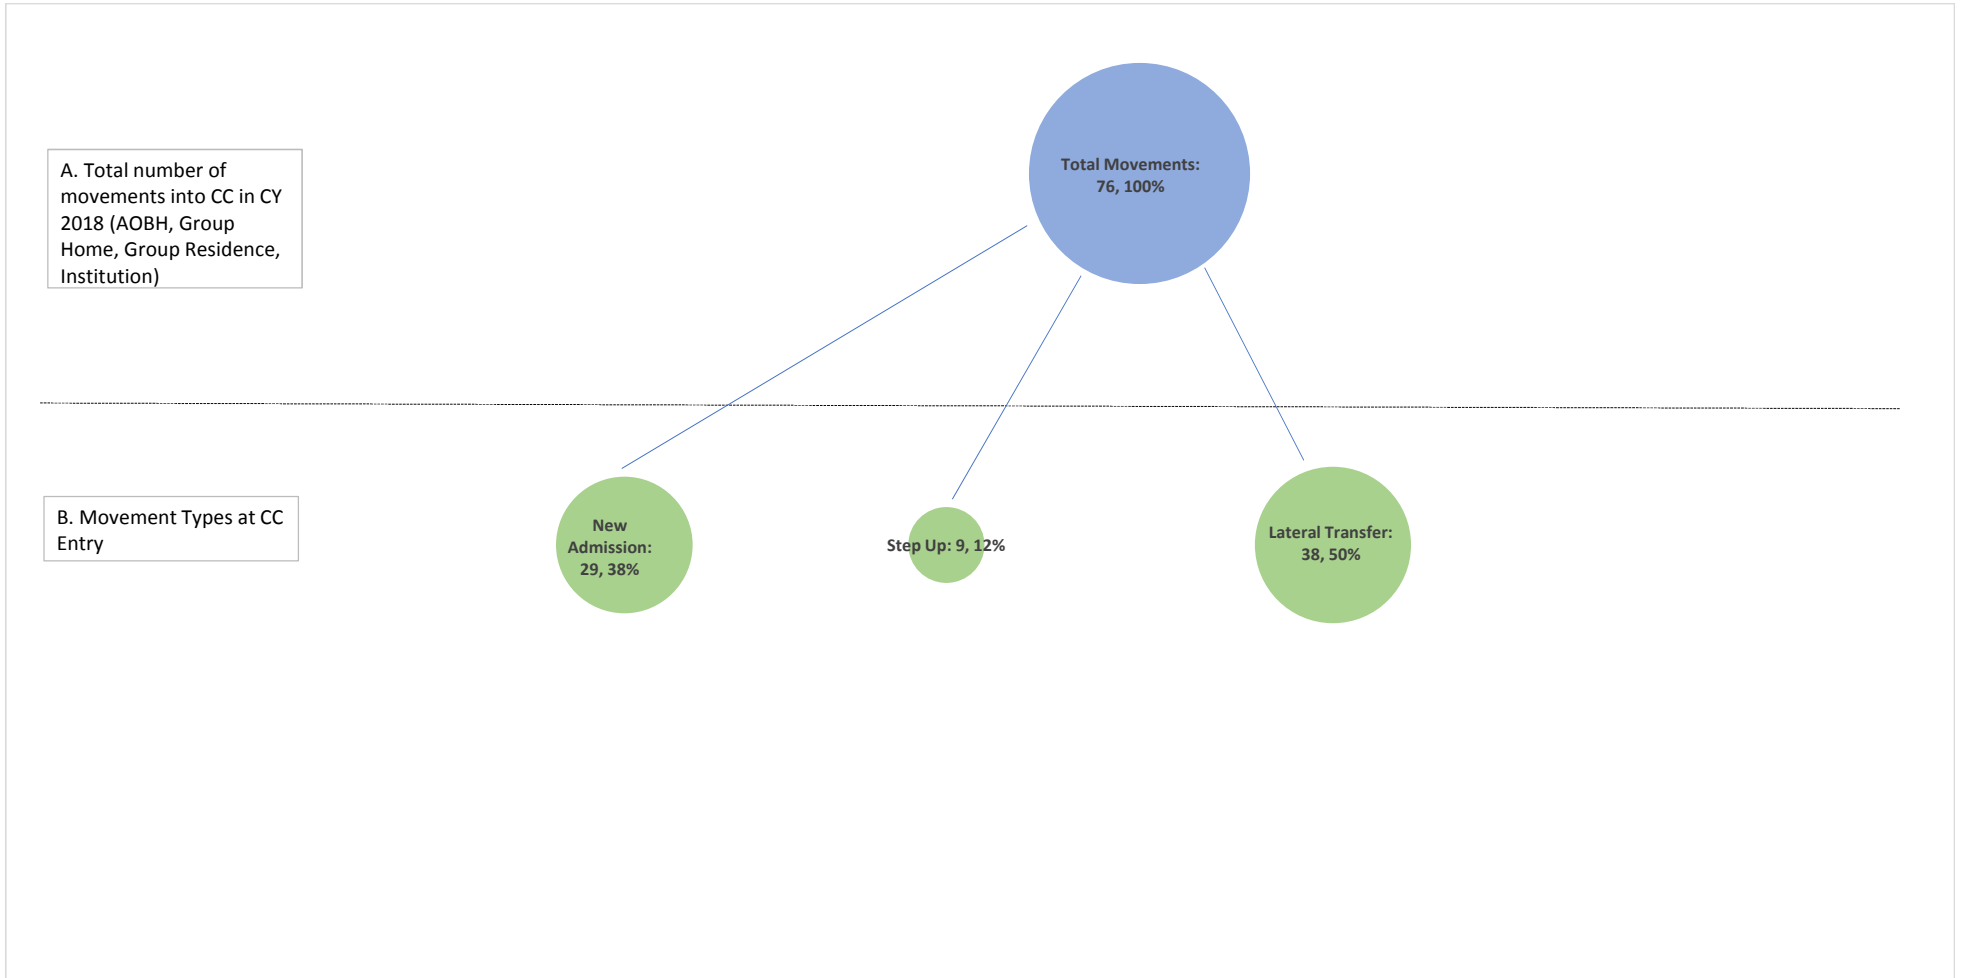 Total Movements:
76, 100%
A. Total number of
movements into CC in CY
2018 (AOBH, Group
Home, Group Residence,
Institution)
B. Movement Types at CC
Entry
New
Admission:
29, 38%
Step Up: 9, 12%
Lateral Transfer:
38, 50%